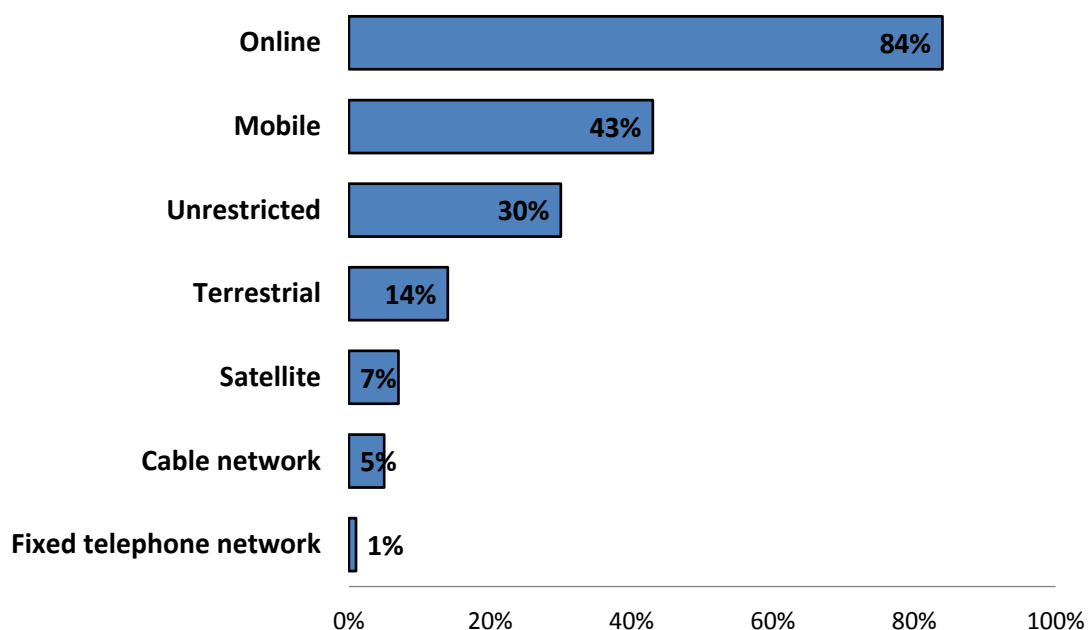 Online 84%
Mobile 43%
Unrestricted 30%
Terrestrial 14%
Satellite 7%
Cable network 5%
Fixed telephone network 1%
0% 20% 40% 60% 80% 100%